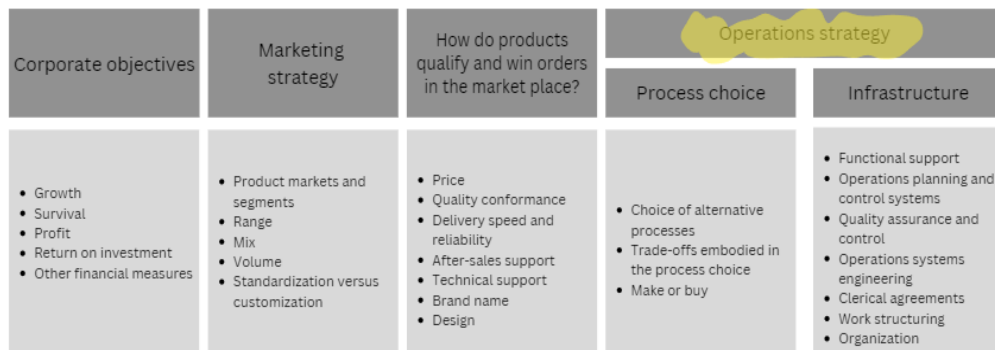 Corporate objectives
Marketing
strategy
How do products
qualify and win orders
in the market place?
Operations strategy
Process choice
Infrastructure
• Growth
• Survival
• Profit
• Return on investment
• Other financial measures
• Product markets and
segments
• Range
• Mix
• Volume
• Standardization versus
customization
• Price
• Quality conformance
• Delivery speed and
reliability
• After-sales support
• Technical support
• Brand name
• Design
• Choice of alternative
processes
• Trade-offs embodied in
the process choice
• Make or buy
• Functional support
• Operations planning and
control systems
• Quality assurance and
control
• Operations systems
engineering
• Clerical agreements
• Work structuring
• Organization